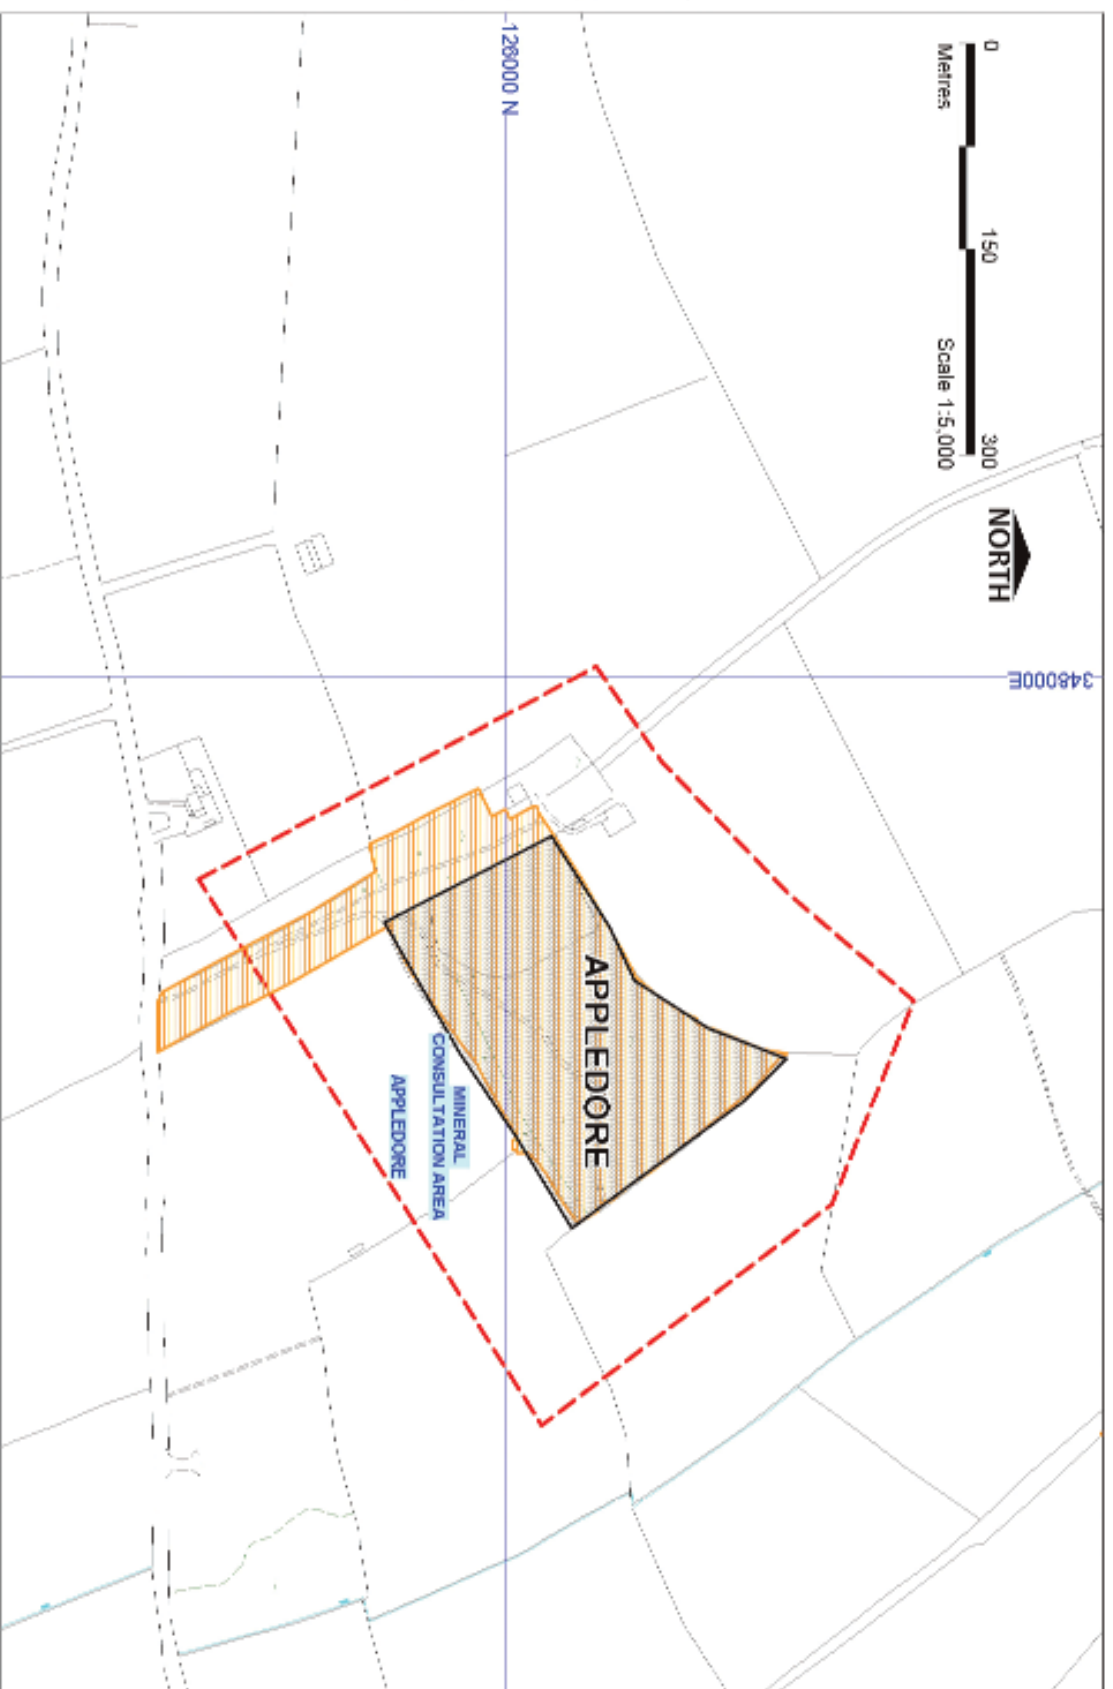 0 150 300
Metres Scale 1:5,000
NORTH
348000E
126000 N
APPLEDORE
MINERAL
CONSULTATION AREA
APPLEDORE